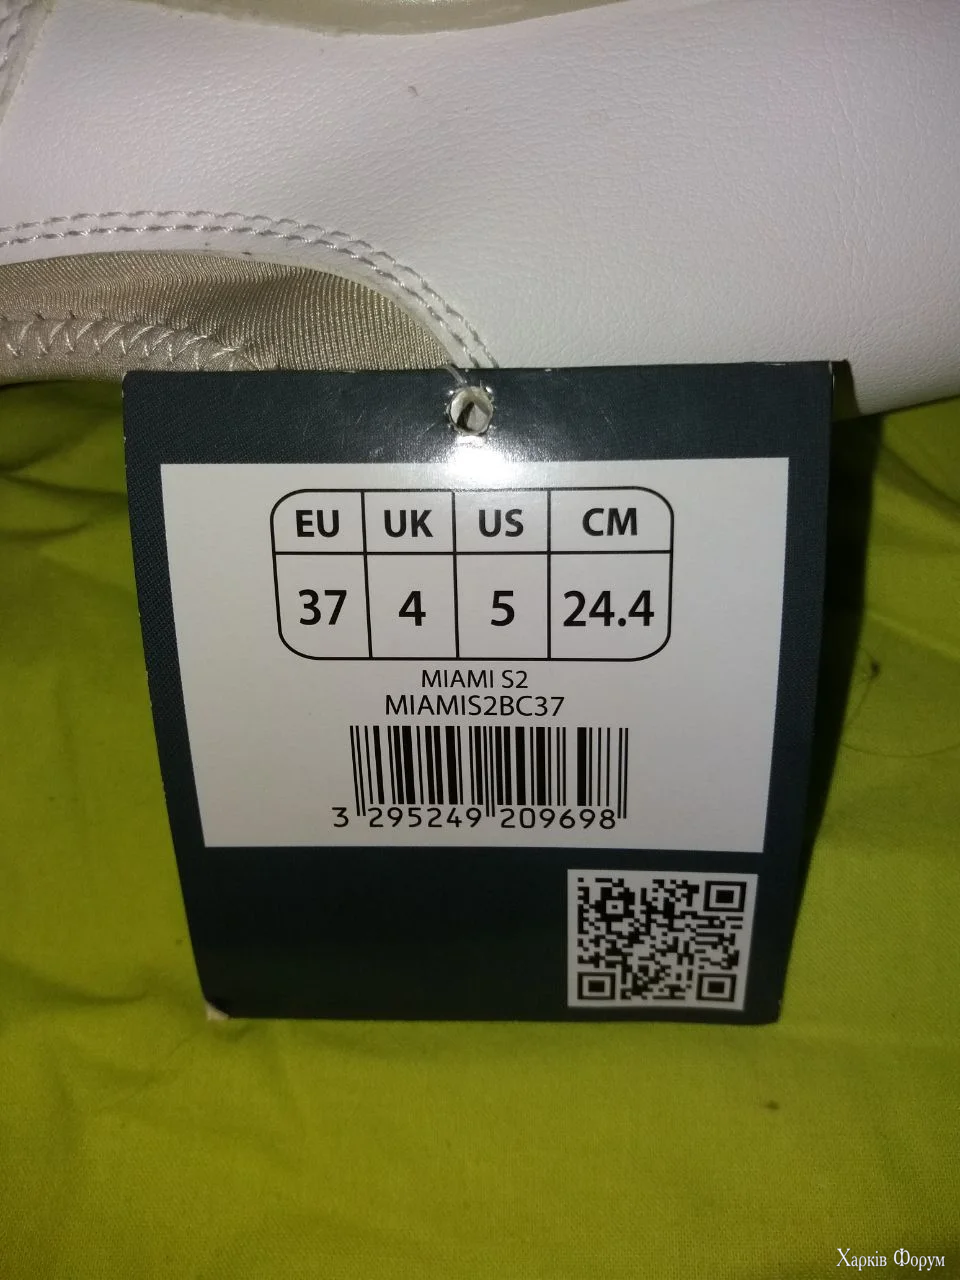 EU UK US CM
37 4 5 24.4
MIAMI S2
MIAMIS2BC37
3 295249 209698
Харків Форум